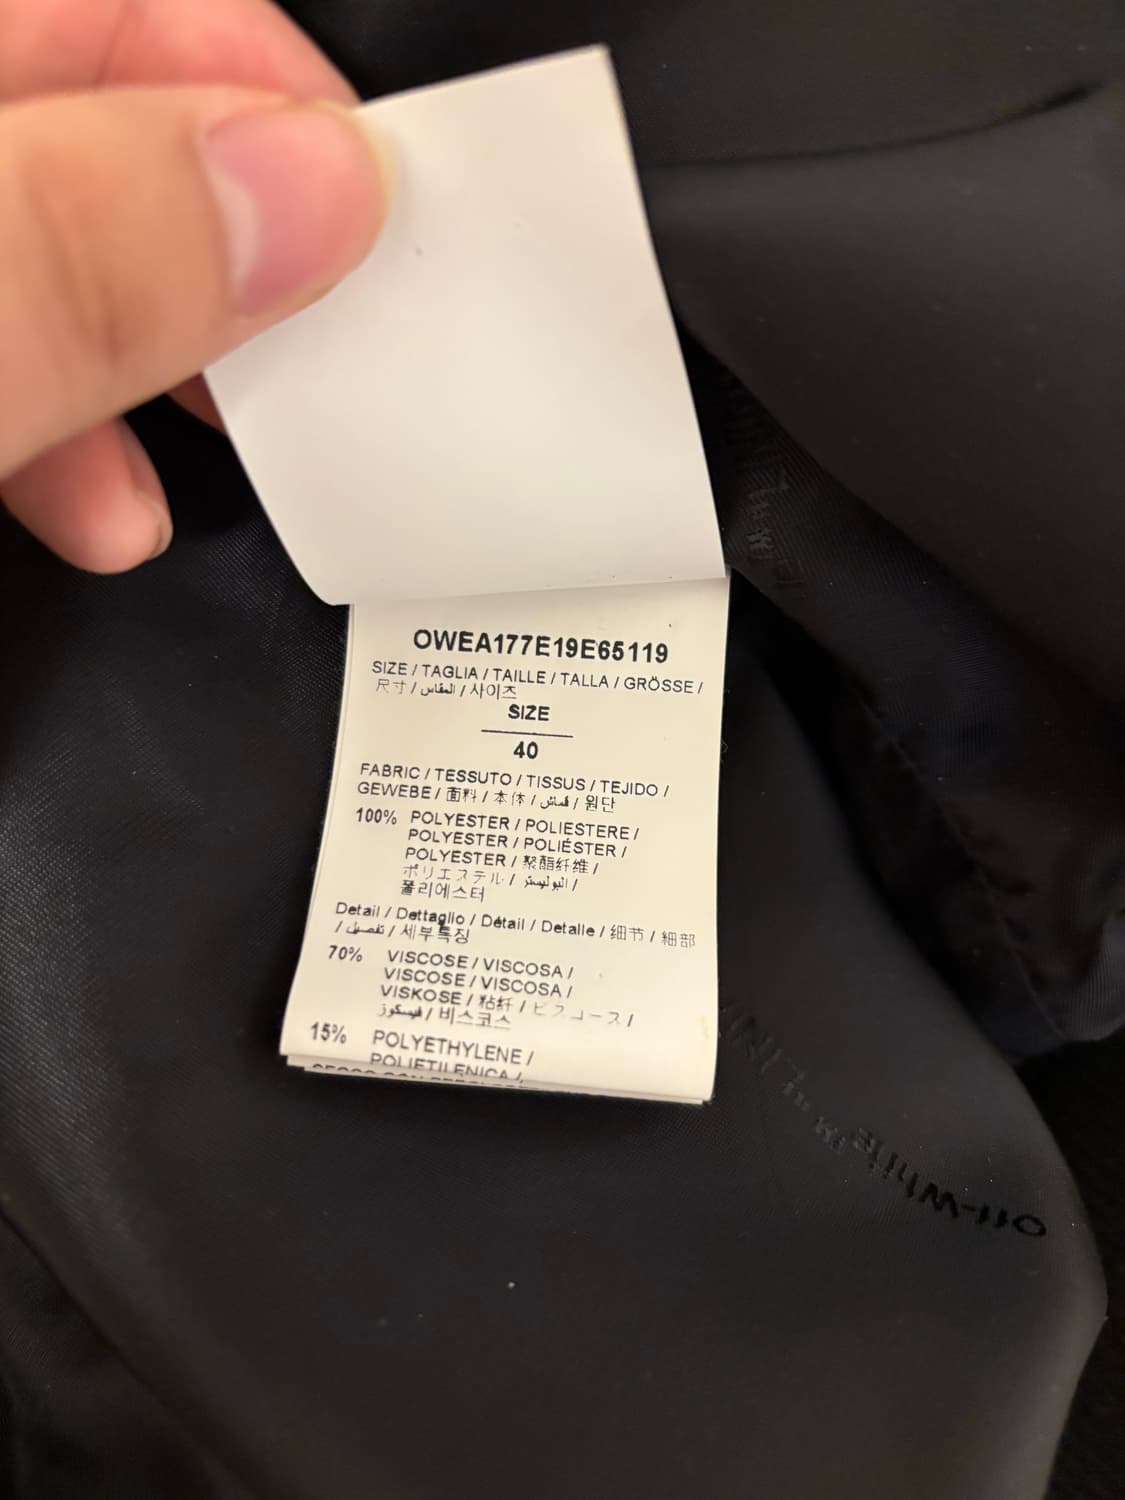 OWEA177E19E65119
SIZE / TAGLIA / TAILLE / TALLA / GRÖSSE /
尺寸 / المقاس / 사이즈
SIZE
40
FABRIC / TESSUTO / TISSUS / TEJIDO /
GEWEBE / 面料 / 本体 / قماش / 원단
100% POLYESTER / POLIESTERE /
POLYESTER / POLIÉSTER /
POLYESTER / 聚酯纤维 /
ポリエステル / البوليستر /
폴리에스터
Detail / Dettaglio / Détail / Detalle / 细节 / 細部
/ تفصيل / 세부특징
70% VISCOSE / VISCOSA /
VISCOSE / VISCOSA /
VISKOSE / 粘纤 / ビスコース /
فيسكوز / 비스코스
15% POLYETHYLENE /
POLIETILENICA /
Off-White™